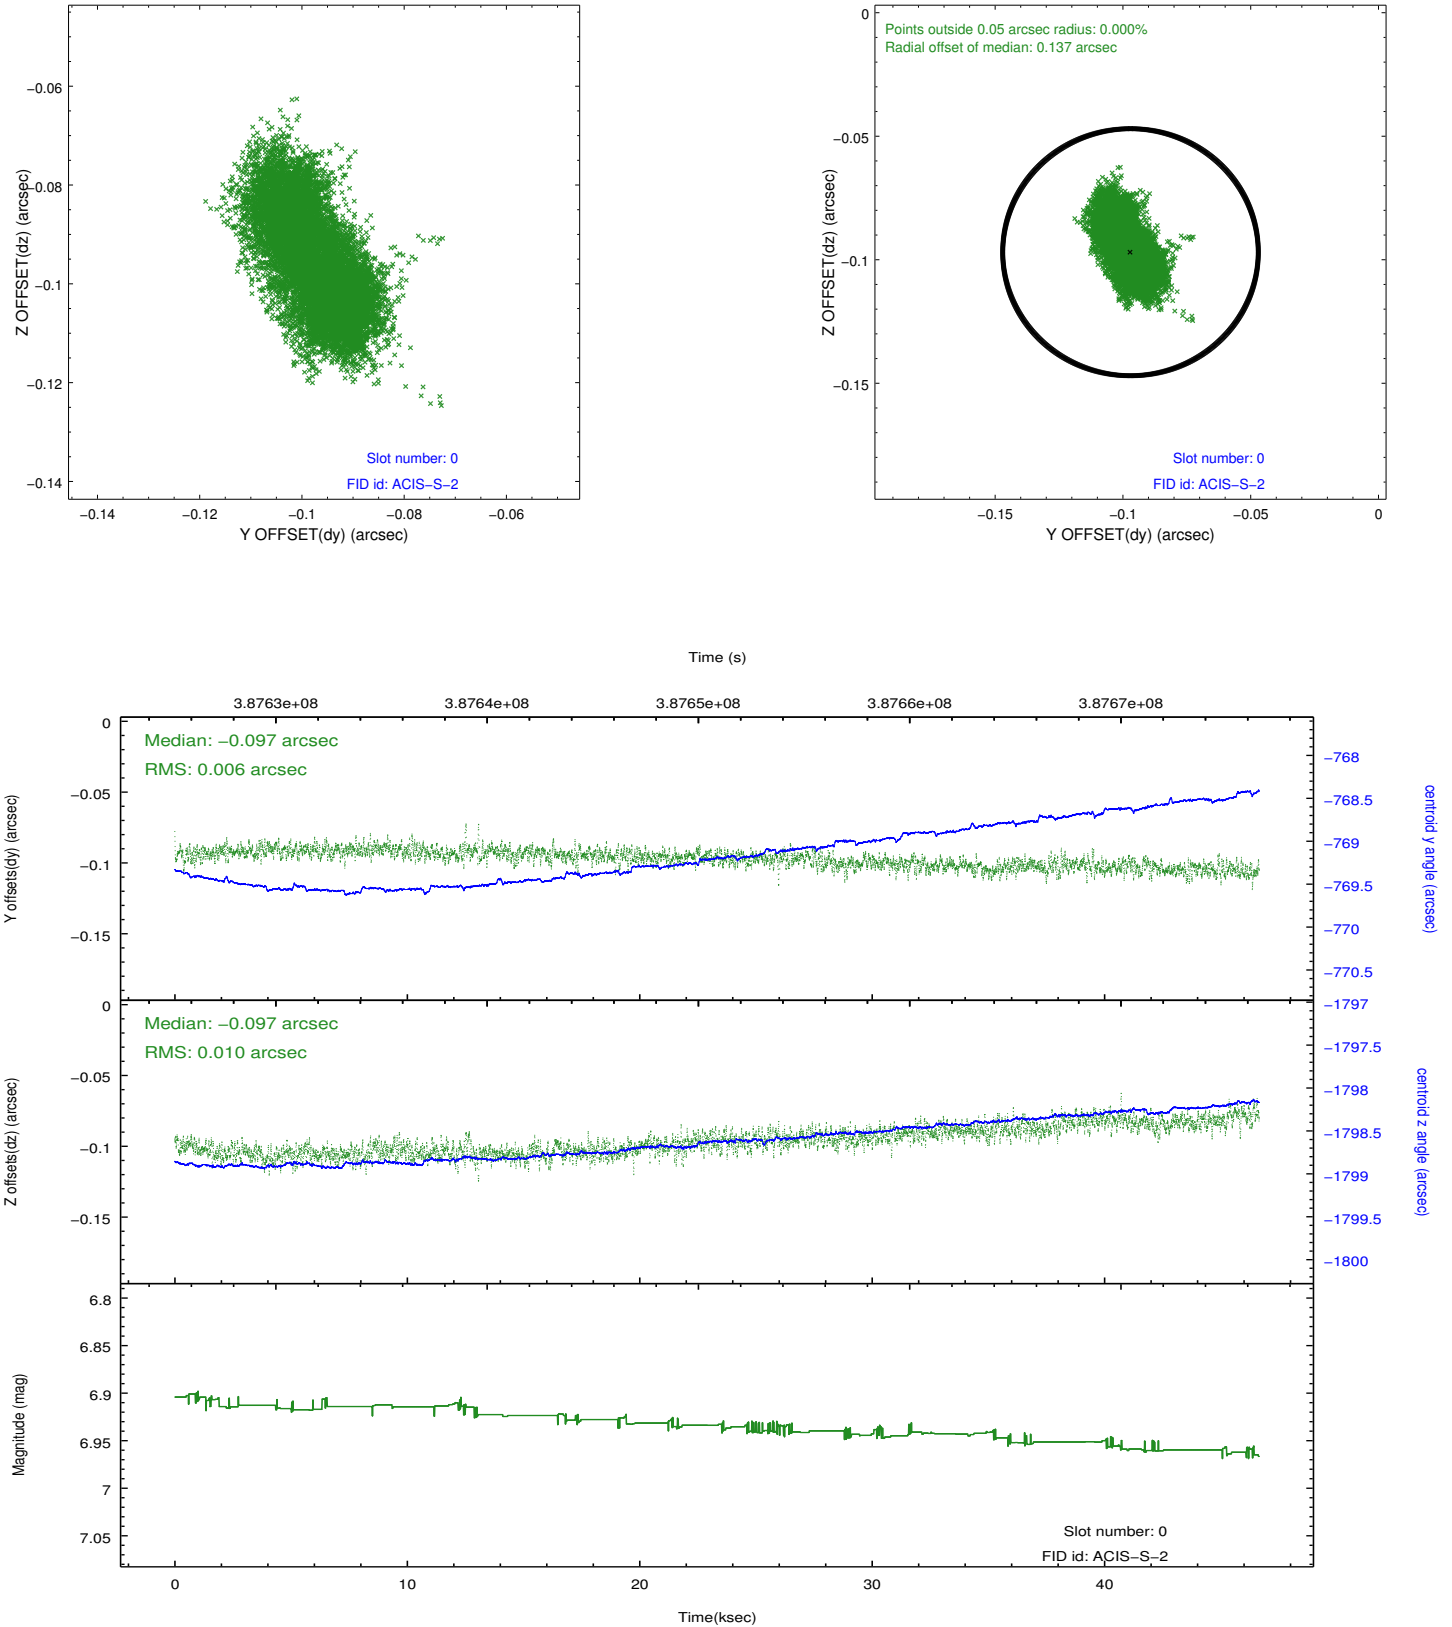 −0.06
−0.08
−0.1
−0.12
−0.14
Z OFFSET(dz) (arcsec)
Slot number: 0
FID id: ACIS−S−2
−0.14 −0.12 −0.1 −0.08 −0.06
Y OFFSET(dy) (arcsec)
Points outside 0.05 arcsec radius: 0.000%
Radial offset of median: 0.137 arcsec
0
−0.05
−0.1
−0.15
Z OFFSET(dz) (arcsec)
Slot number: 0
FID id: ACIS−S−2
−0.15 −0.1 −0.05 0
Y OFFSET(dy) (arcsec)
Time (s)
3.8763e+08 3.8764e+08 3.8765e+08 3.8766e+08 3.8767e+08
Median: −0.097 arcsec
RMS: 0.006 arcsec
0
−0.05
−0.1
−0.15
Y offsets(dy) (arcsec)
−768
−768.5
−769
−769.5
−770
−770.5
centroid y angle (arcsec)
Median: −0.097 arcsec
RMS: 0.010 arcsec
0
−0.05
−0.1
−0.15
Z offsets(dz) (arcsec)
−1797
−1797.5
−1798
−1798.5
−1799
−1799.5
−1800
centroid z angle (arcsec)
6.8
6.85
6.9
6.95
7
7.05
Magnitude (mag)
Slot number: 0
FID id: ACIS−S−2
0 10 20 30 40
Time(ksec)